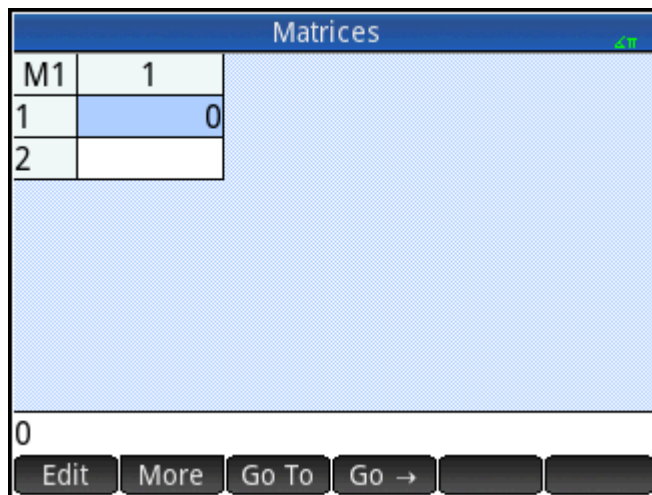 Matrices
∠π
M1 1
1 0
2
0
Edit More Go To Go →